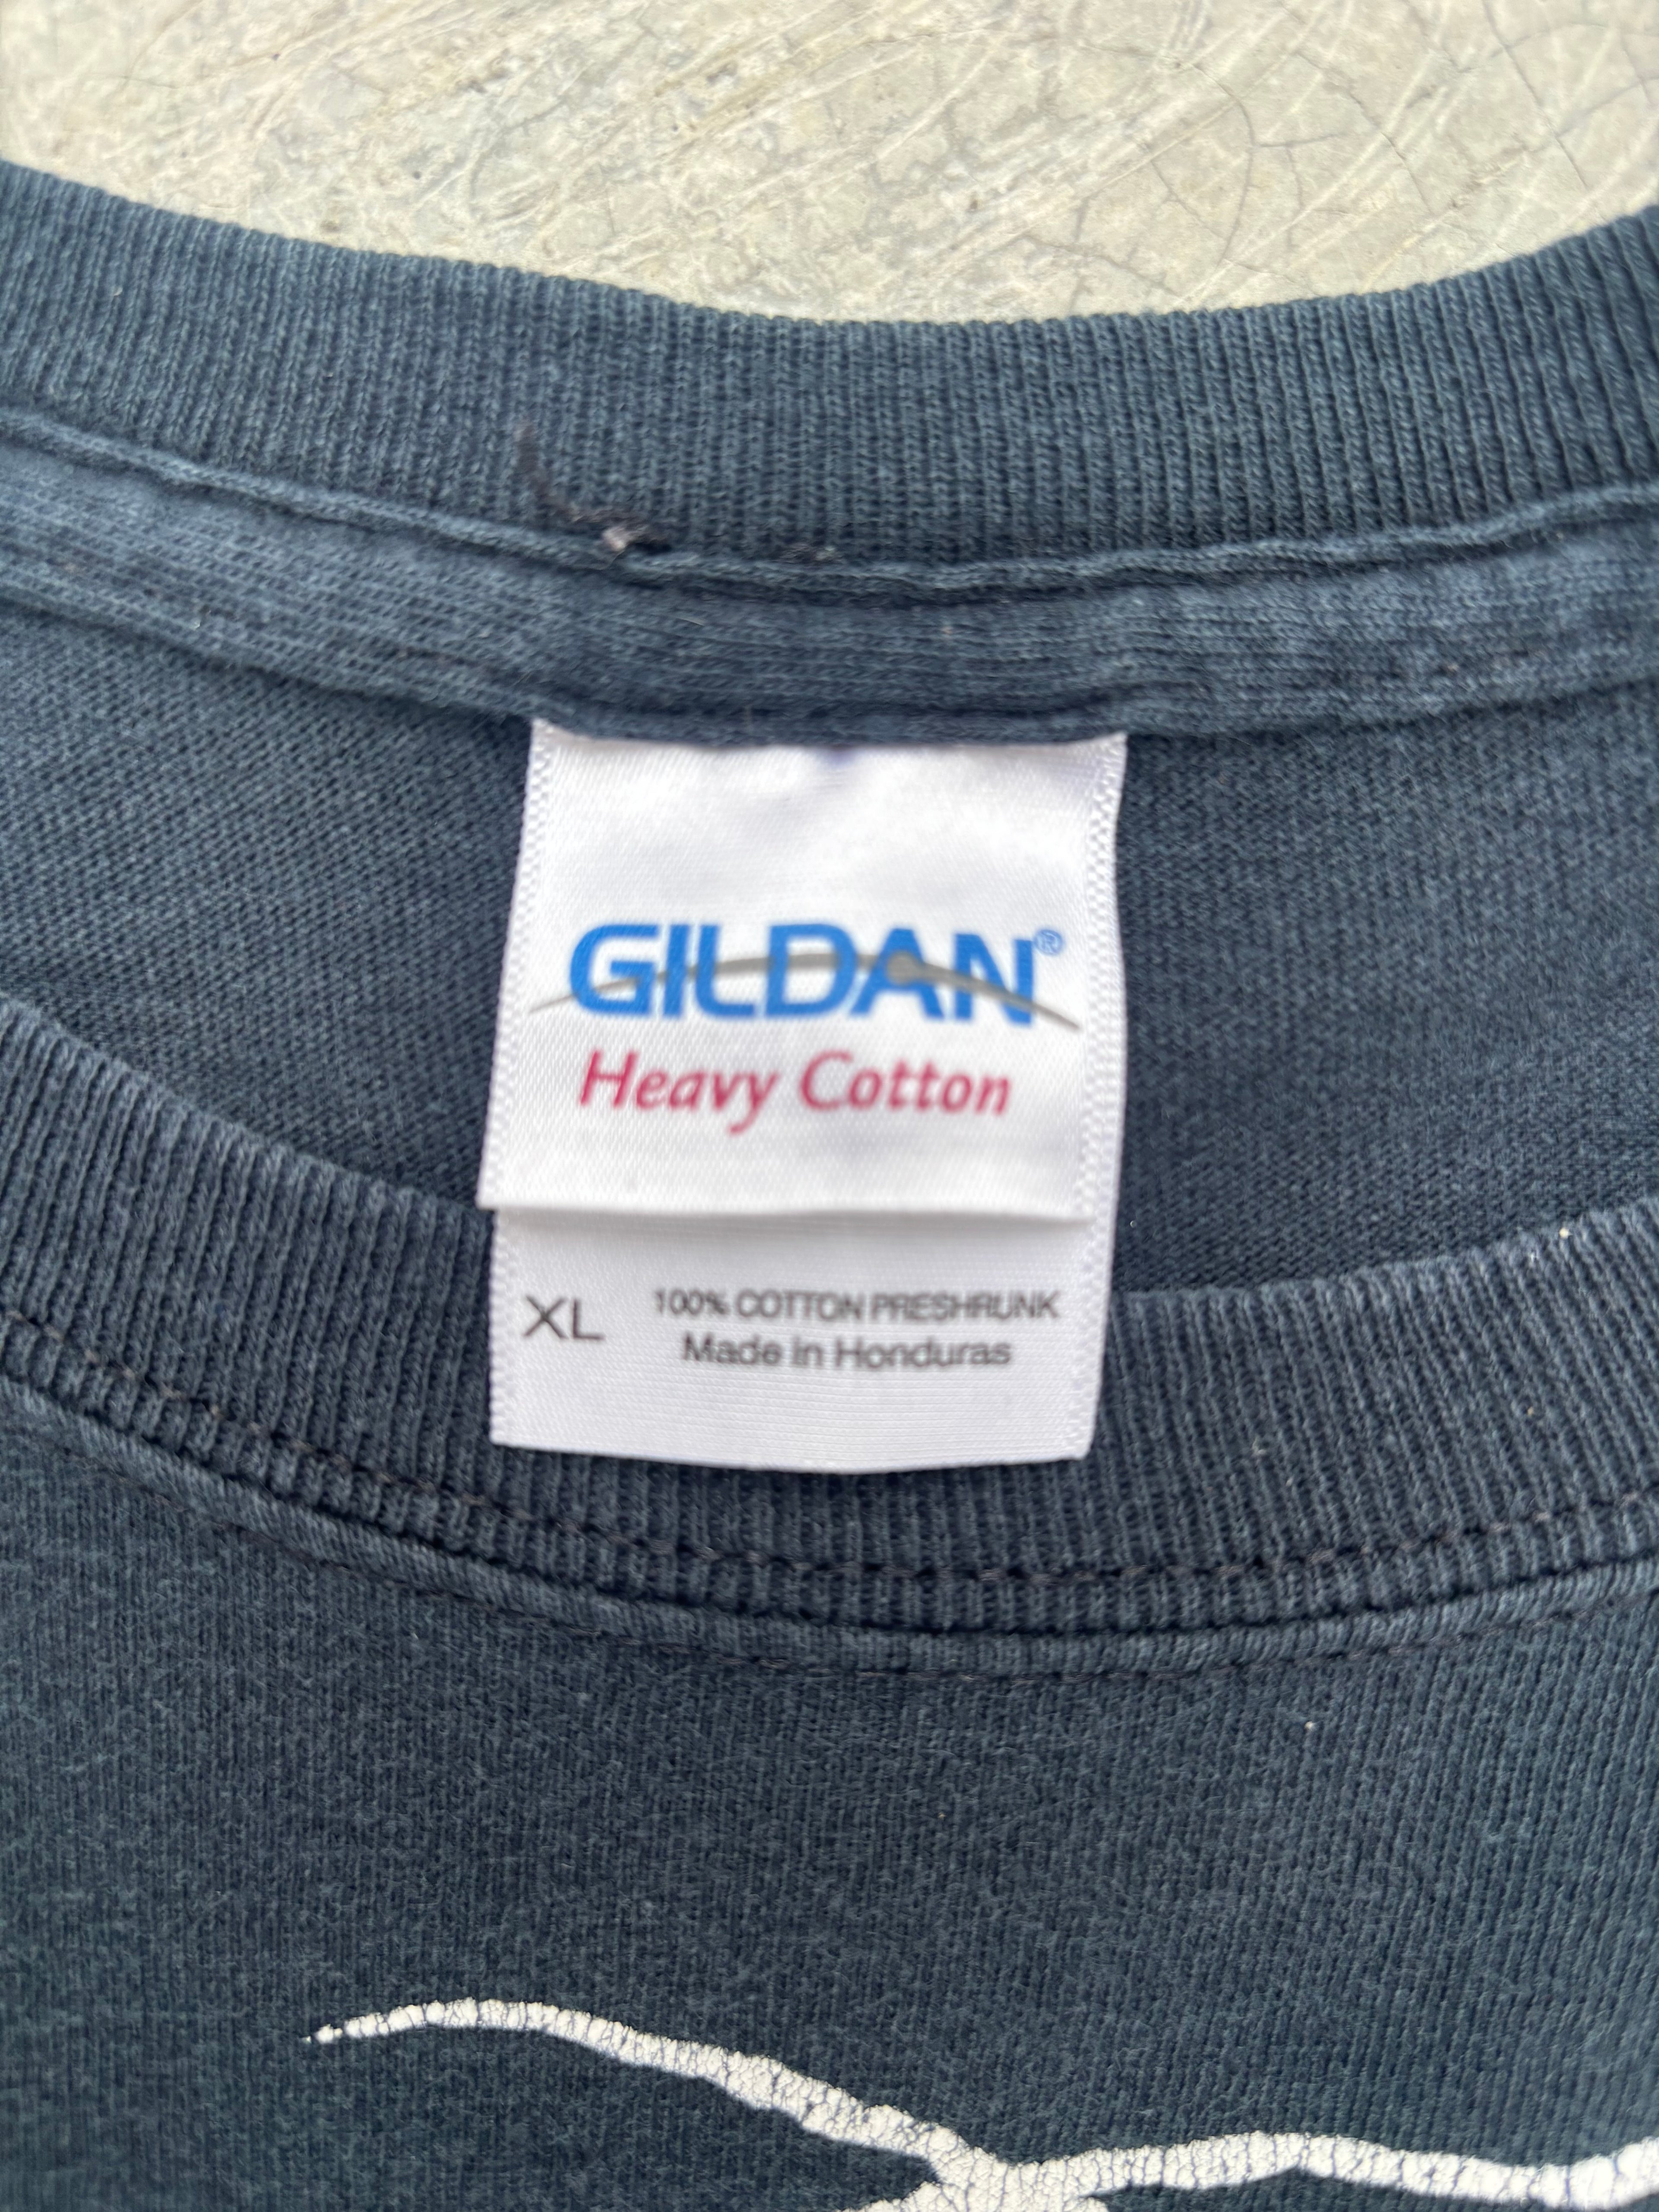 GILDAN®
Heavy Cotton
XL 100% COTTON PRESHRUNK
Made in Honduras